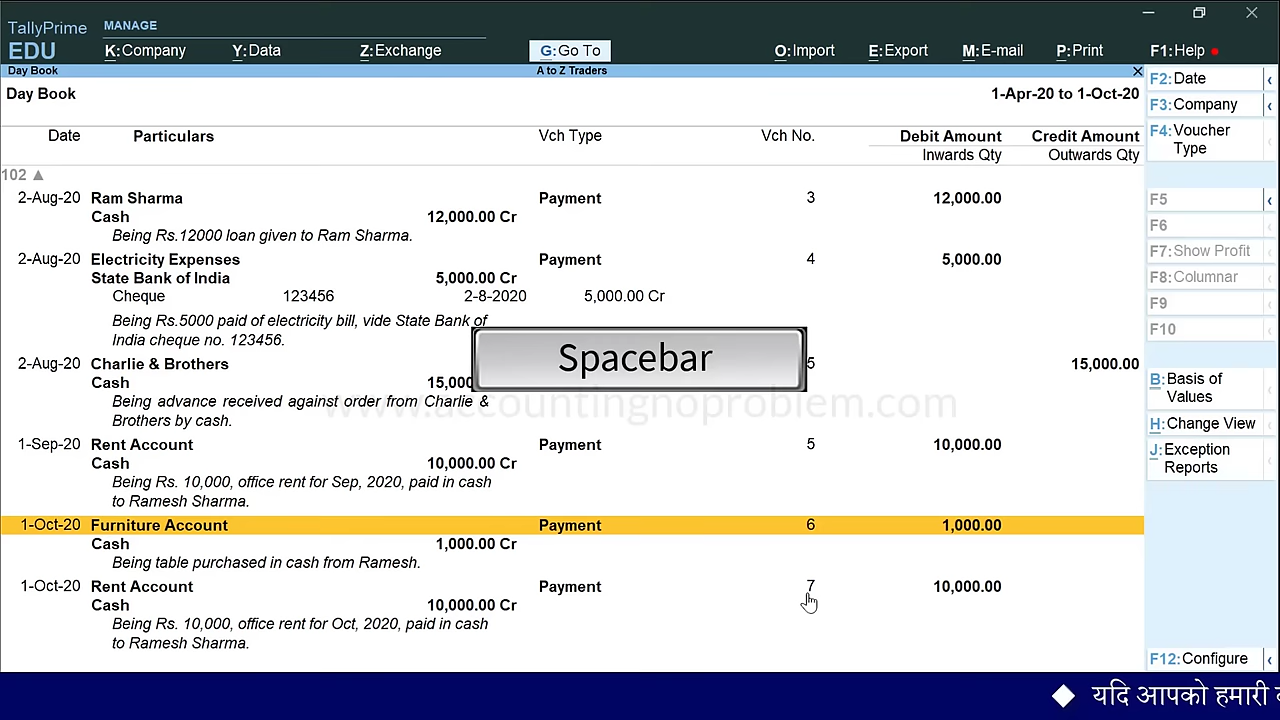 TallyPrime
EDU
MANAGE
K:Company Y:Data Z:Exchange G:Go To O:Import E:Export M:E-mail P:Print F1:Help
Day Book A to Z Traders
Day Book 1-Apr-20 to 1-Oct-20
Date Particulars Vch Type Vch No. Debit Amount Credit Amount
Inwards Qty Outwards Qty
102
2-Aug-20 Ram Sharma Payment 3 12,000.00
Cash 12,000.00 Cr
Being Rs.12000 loan given to Ram Sharma.
2-Aug-20 Electricity Expenses Payment 4 5,000.00
State Bank of India 5,000.00 Cr
Cheque 123456 2-8-2020 5,000.00 Cr
Being Rs.5000 paid of electricity bill, vide State Bank of
India cheque no. 123456.
Spacebar
2-Aug-20 Charlie & Brothers 5 15,000.00
Cash 15,000
Being advance received against order from Charlie &
Brothers by cash.
www.accountingnoproblem.com
1-Sep-20 Rent Account Payment 5 10,000.00
Cash 10,000.00 Cr
Being Rs. 10,000, office rent for Sep, 2020, paid in cash
to Ramesh Sharma.
1-Oct-20 Furniture Account Payment 6 1,000.00
Cash 1,000.00 Cr
Being table purchased in cash from Ramesh.
1-Oct-20 Rent Account Payment 7 10,000.00
Cash 10,000.00 Cr
Being Rs. 10,000, office rent for Oct, 2020, paid in cash
to Ramesh Sharma.
F2:Date
F3:Company
F4:Voucher
Type
F5
F6
F7:Show Profit
F8:Columnar
F9
F10
B:Basis of
Values
H:Change View
J:Exception
Reports
F12:Configure
यदि आपको हमारी